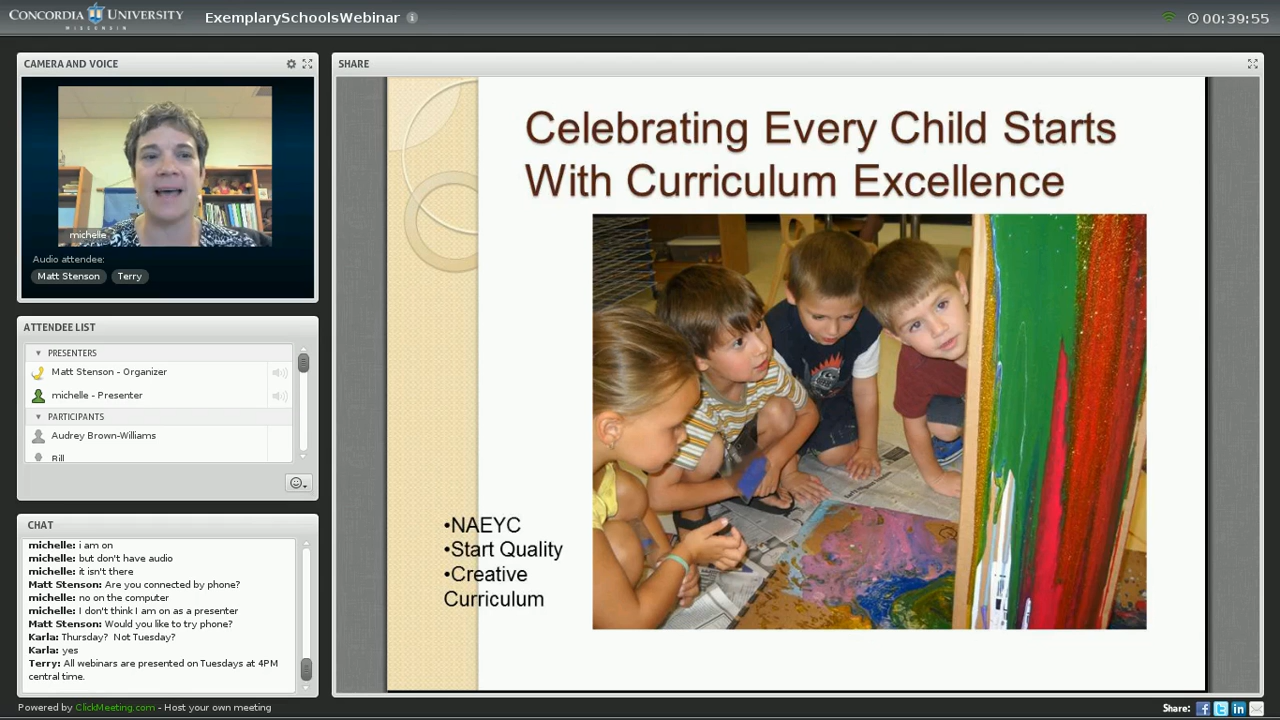 CONCORDIA UNIVERSITY
WISCONSIN
ExemplarySchoolsWebinar
00:39:55
CAMERA AND VOICE
michelle
Audio attendee:
Matt Stenson
Terry
ATTENDEE LIST
PRESENTERS
Matt Stenson - Organizer
michelle - Presenter
PARTICIPANTS
Audrey Brown-Williams
Bill
CHAT
michelle: i am on
michelle: but don't have audio
michelle: it isn't there
Matt Stenson: Are you connected by phone?
michelle: no on the computer
michelle: I don't think I am on as a presenter
Matt Stenson: Would you like to try phone?
Karla: Thursday?  Not Tuesday?
Karla: yes
Terry: All webinars are presented on Tuesdays at 4PM
central time.
SHARE
Celebrating Every Child Starts
With Curriculum Excellence
•NAEYC
•Start Quality
•Creative
Curriculum
Powered by ClickMeeting.com - Host your own meeting
Share: